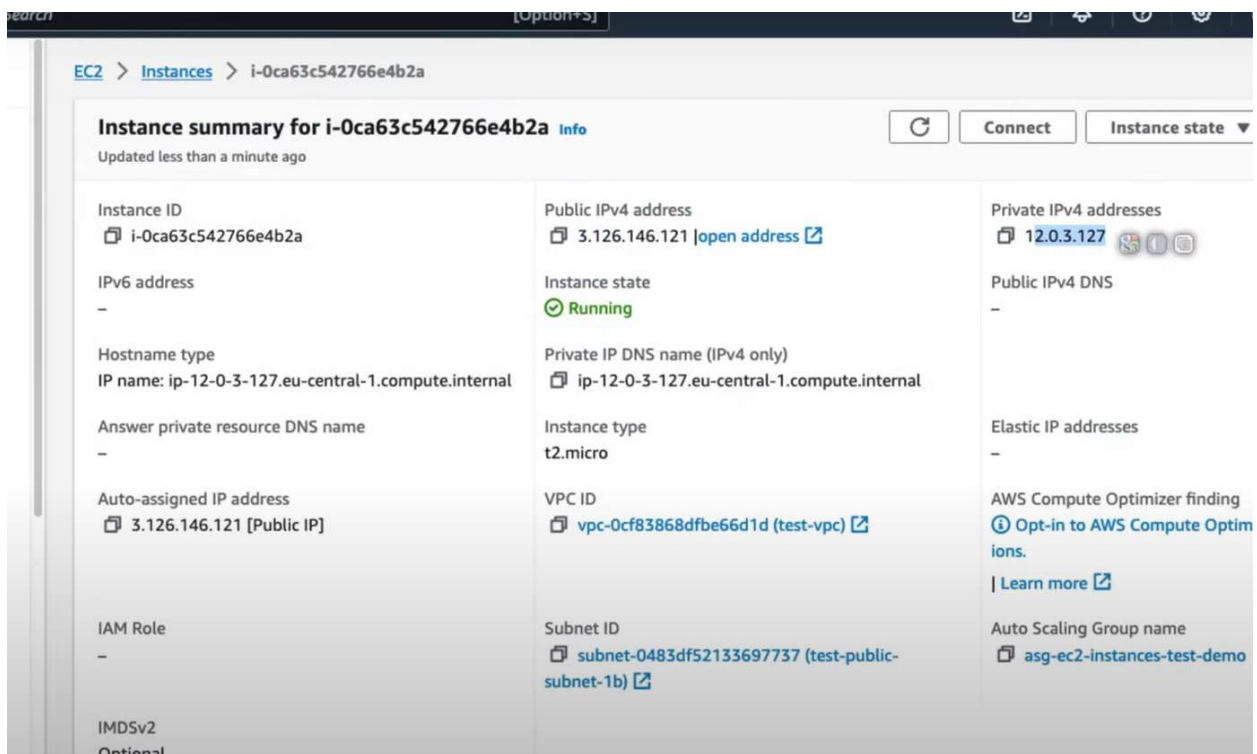 search
[Option+S]
EC2 > Instances > i-0ca63c542766e4b2a
Instance summary for i-0ca63c542766e4b2a Info
Updated less than a minute ago
Connect
Instance state
Instance ID
i-0ca63c542766e4b2a
Public IPv4 address
3.126.146.121 |open address
Private IPv4 addresses
12.0.3.127
IPv6 address
–
Instance state
Running
Public IPv4 DNS
–
Hostname type
IP name: ip-12-0-3-127.eu-central-1.compute.internal
Private IP DNS name (IPv4 only)
ip-12-0-3-127.eu-central-1.compute.internal
Answer private resource DNS name
–
Instance type
t2.micro
Elastic IP addresses
–
Auto-assigned IP address
3.126.146.121 [Public IP]
VPC ID
vpc-0cf83868dfbe66d1d (test-vpc)
AWS Compute Optimizer finding
Opt-in to AWS Compute Optim
ions.
| Learn more
IAM Role
–
Subnet ID
subnet-0483df52133697737 (test-public-
subnet-1b)
Auto Scaling Group name
asg-ec2-instances-test-demo
IMDSv2
Optional